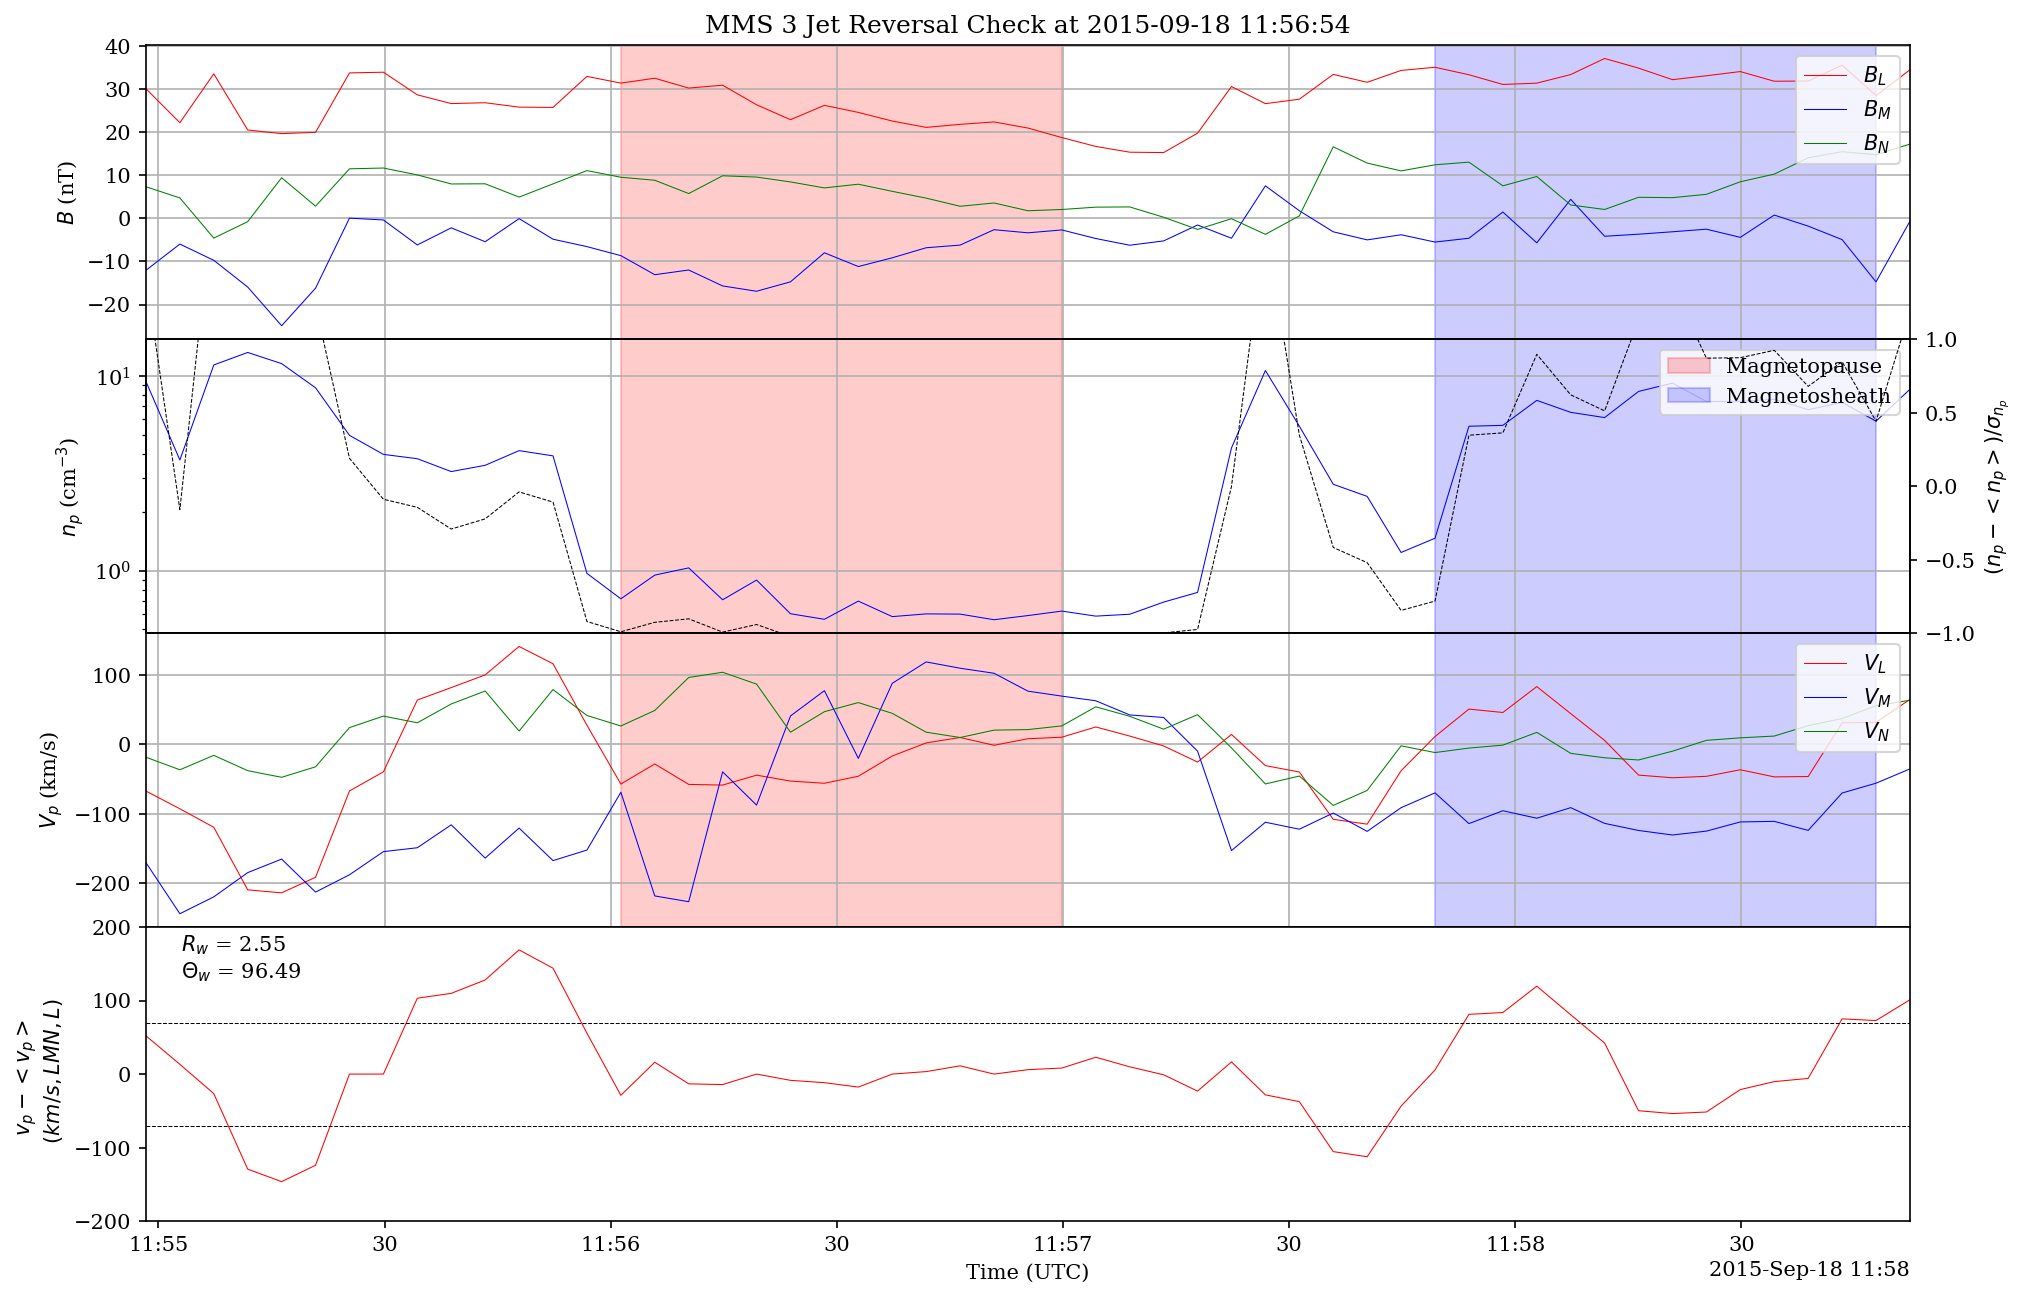 MMS 3 Jet Reversal Check at 2015-09-18 11:56:54
40
30
20
10
0
−10
−20
B (nT)
B_L
B_M
B_N
10^1
10^0
n_p (cm^−3)
1.0
0.5
0.0
−0.5
−1.0
(n_p − < n_p >)/σ_{n_p}
Magnetopause
Magnetosheath
100
0
−100
−200
V_p (km/s)
V_L
V_M
V_N
200
100
0
−100
−200
v_p − < v_p >
(km/s, LMN, L)
R_w = 2.55
Θ_w = 96.49
11:55
30
11:56
30
11:57
30
11:58
30
Time (UTC)
2015-Sep-18 11:58